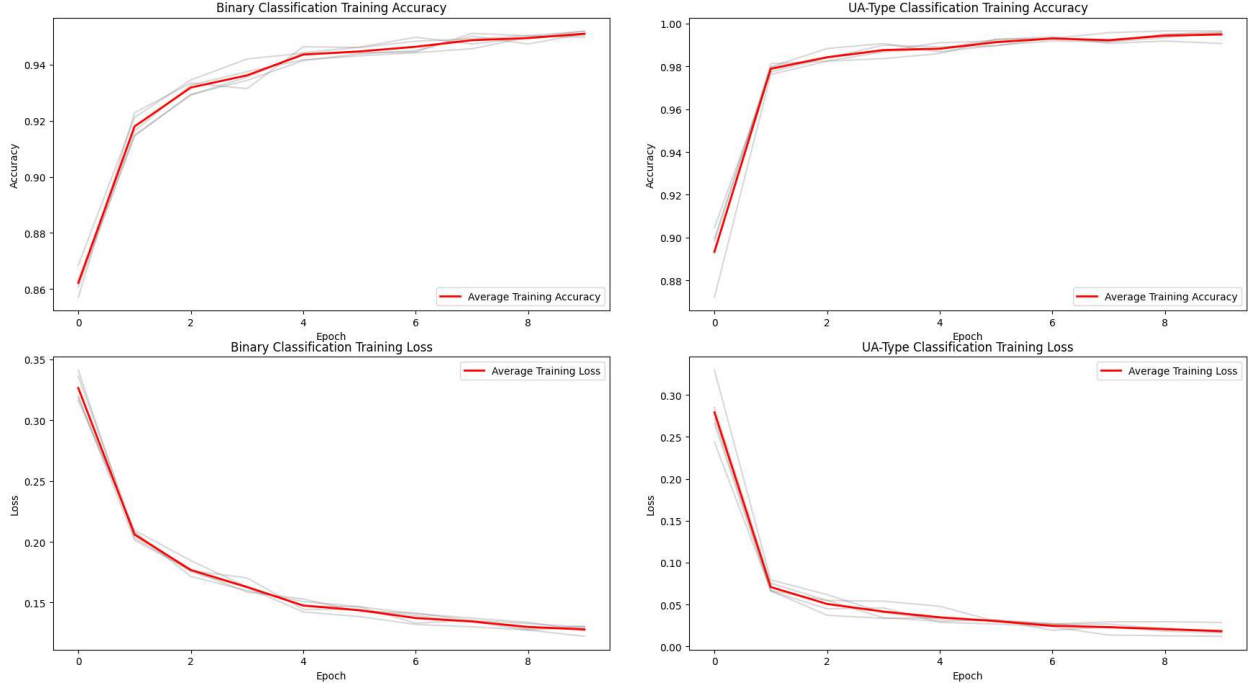 Binary Classification Training Accuracy
Accuracy
0.94
0.92
0.90
0.88
0.86
Average Training Accuracy
0 2 4 6 8
Epoch
UA-Type Classification Training Accuracy
Accuracy
1.00
0.98
0.96
0.94
0.92
0.90
0.88
Average Training Accuracy
0 2 4 6 8
Epoch
Binary Classification Training Loss
Loss
0.35
0.30
0.25
0.20
0.15
Average Training Loss
0 2 4 6 8
Epoch
UA-Type Classification Training Loss
Loss
0.30
0.25
0.20
0.15
0.10
0.05
0.00
Average Training Loss
0 2 4 6 8
Epoch